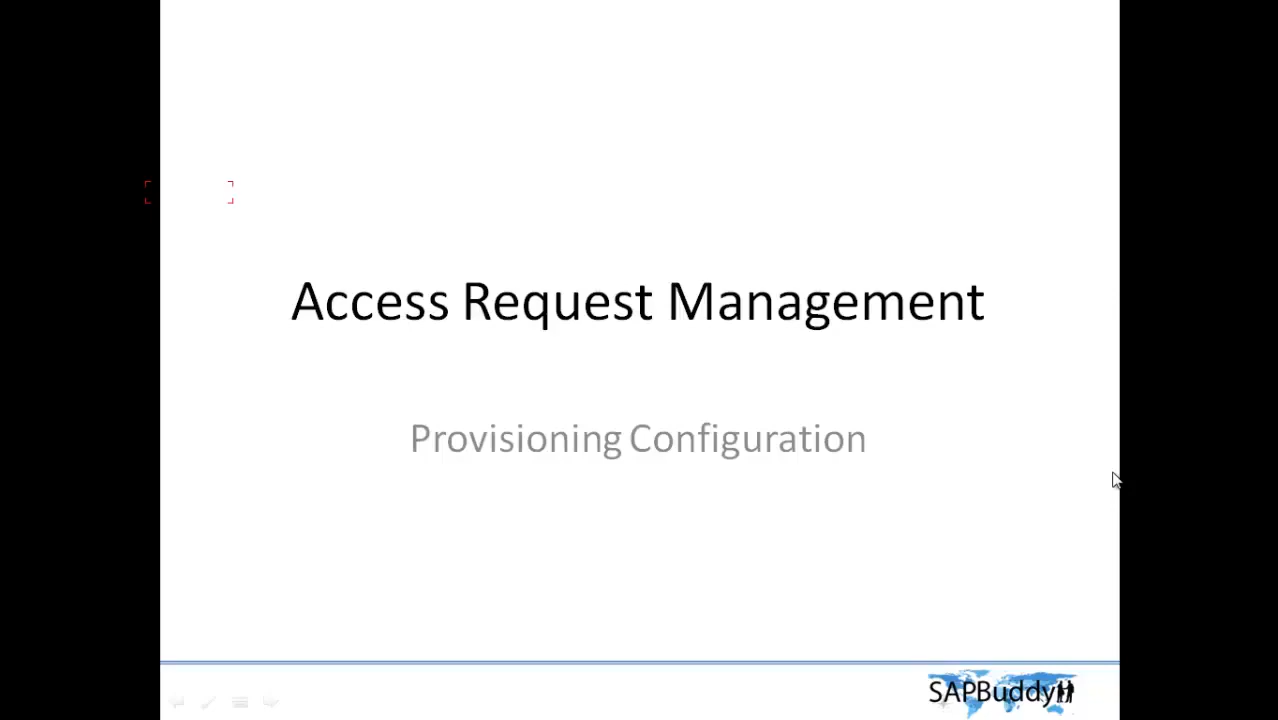 Access Request Management
Provisioning Configuration
SAPBuddy